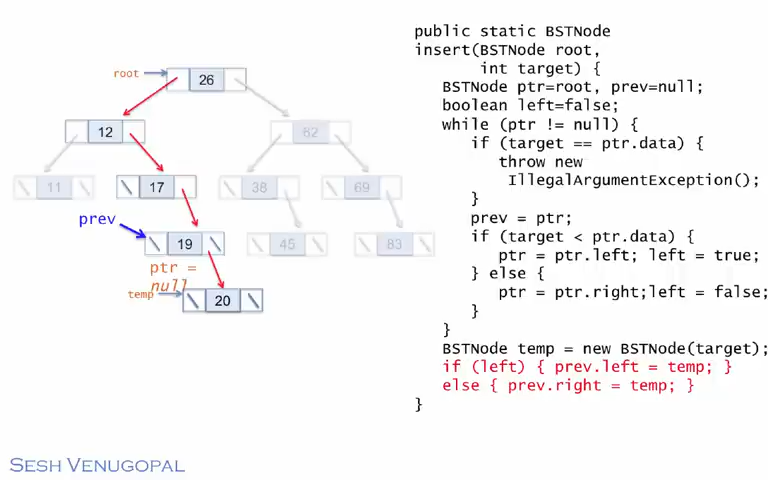 root
26
12
62
11
17
38
69
prev
19
45
83
ptr =
null
temp
20
public static BSTNode
insert(BSTNode root,
int target) {
BSTNode ptr=root, prev=null;
boolean left=false;
while (ptr != null) {
if (target == ptr.data) {
throw new
IllegalArgumentException();
}
prev = ptr;
if (target < ptr.data) {
ptr = ptr.left; left = true;
} else {
ptr = ptr.right;left = false;
}
}
BSTNode temp = new BSTNode(target);
if (left) { prev.left = temp; }
else { prev.right = temp; }
}
SESH VENUGOPAL